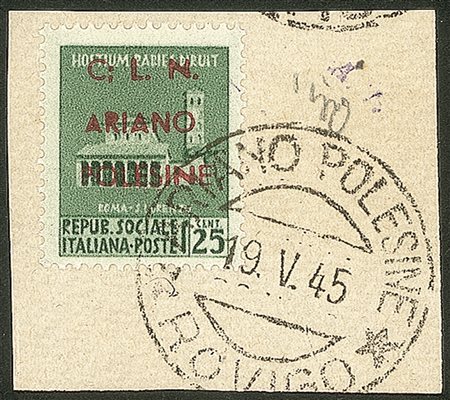 HOSTIUM RABIES DIRUIT
C. L. N.
ARIANO
POLESINE
ROMA - S. LORENZO
REPUB. SOCIALE
ITALIANA-POSTE
CENT.
25
ARIANO POLESINE
19.V.45
ROVIGO